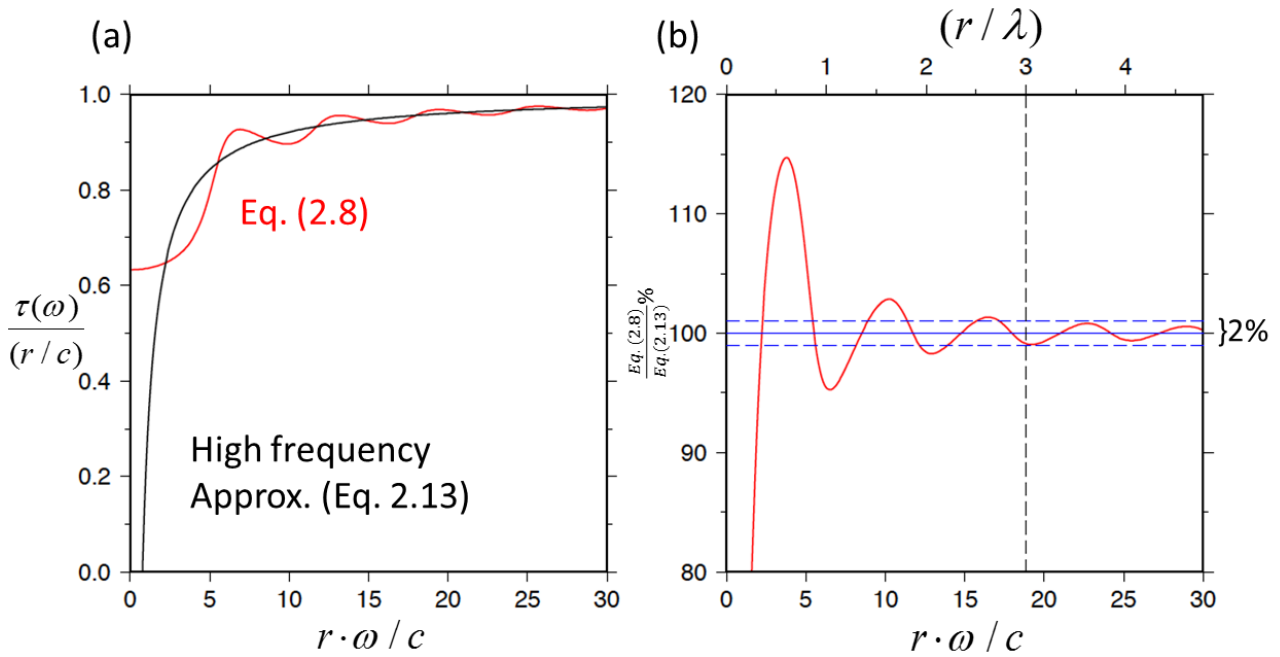 (a)
1.0
0.8
0.6
0.4
0.2
0.0
τ(ω)
(r / c)
Eq. (2.8)
High frequency
Approx. (Eq. 2.13)
0 5 10 15 20 25 30
r · ω / c
(b)
(r / λ)
0 1 2 3 4
120
110
100
90
80
Eq. (2.8)
Eq.(2.13)
%
}2%
0 5 10 15 20 25 30
r · ω / c